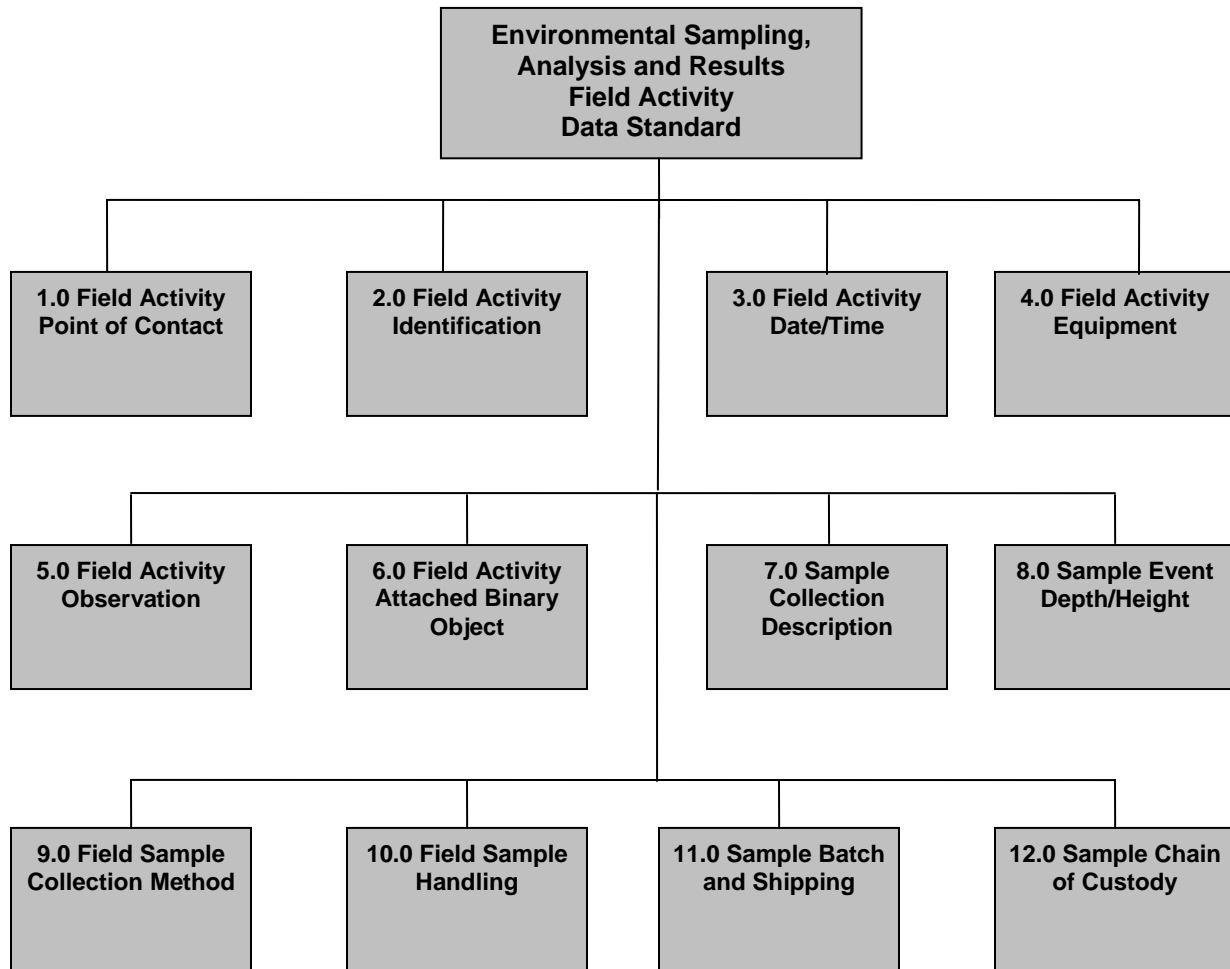 Environmental Sampling,
Analysis and Results
Field Activity
Data Standard
1.0 Field Activity
Point of Contact
2.0 Field Activity
Identification
3.0 Field Activity
Date/Time
4.0 Field Activity
Equipment
5.0 Field Activity
Observation
6.0 Field Activity
Attached Binary
Object
7.0 Sample
Collection
Description
8.0 Sample Event
Depth/Height
9.0 Field Sample
Collection Method
10.0 Field Sample
Handling
11.0 Sample Batch
and Shipping
12.0 Sample Chain
of Custody